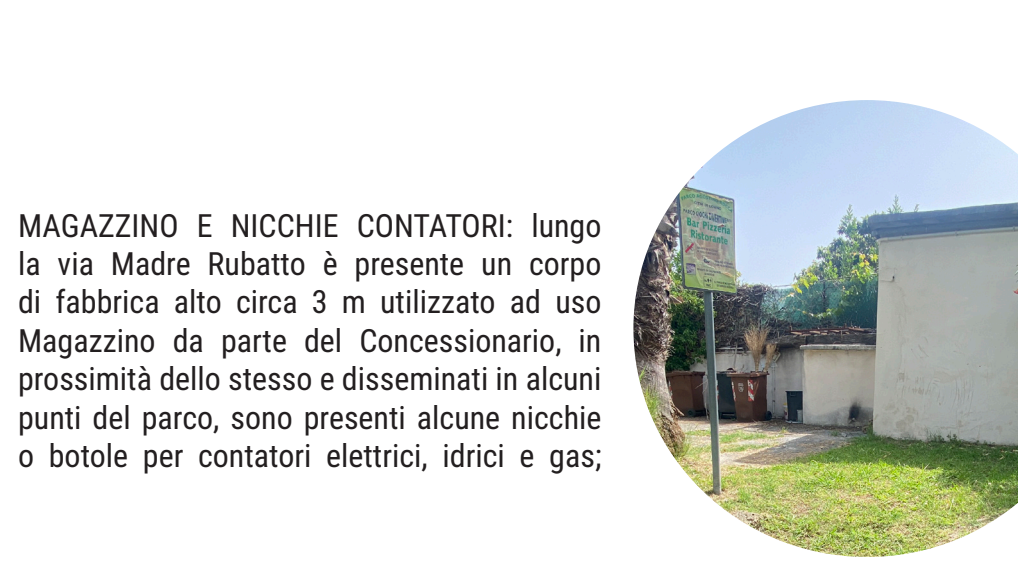 MAGAZZINO E NICCHIE CONTATORI: lungo
la via Madre Rubatto è presente un corpo
di fabbrica alto circa 3 m utilizzato ad uso
Magazzino da parte del Concessionario, in
prossimità dello stesso e disseminati in alcuni
punti del parco, sono presenti alcune nicchie
o botole per contatori elettrici, idrici e gas;
Bar Pizzeria
Ristorante